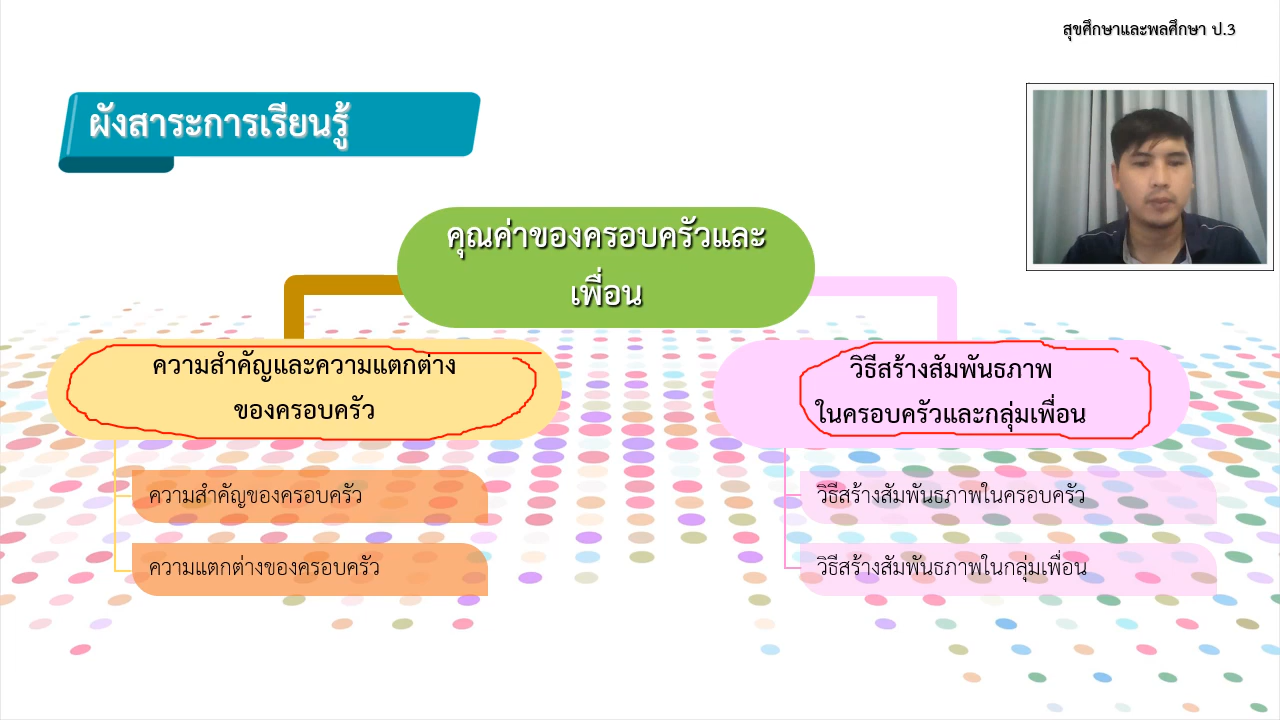 สุขศึกษาและพลศึกษา ป.3
ผังสาระการเรียนรู้
คุณค่าของครอบครัวและ
เพื่อน
ความสำคัญและความแตกต่าง
ของครอบครัว
ความสำคัญของครอบครัว
ความแตกต่างของครอบครัว
วิธีสร้างสัมพันธภาพ
ในครอบครัวและกลุ่มเพื่อน
วิธีสร้างสัมพันธภาพในครอบครัว
วิธีสร้างสัมพันธภาพในกลุ่มเพื่อน